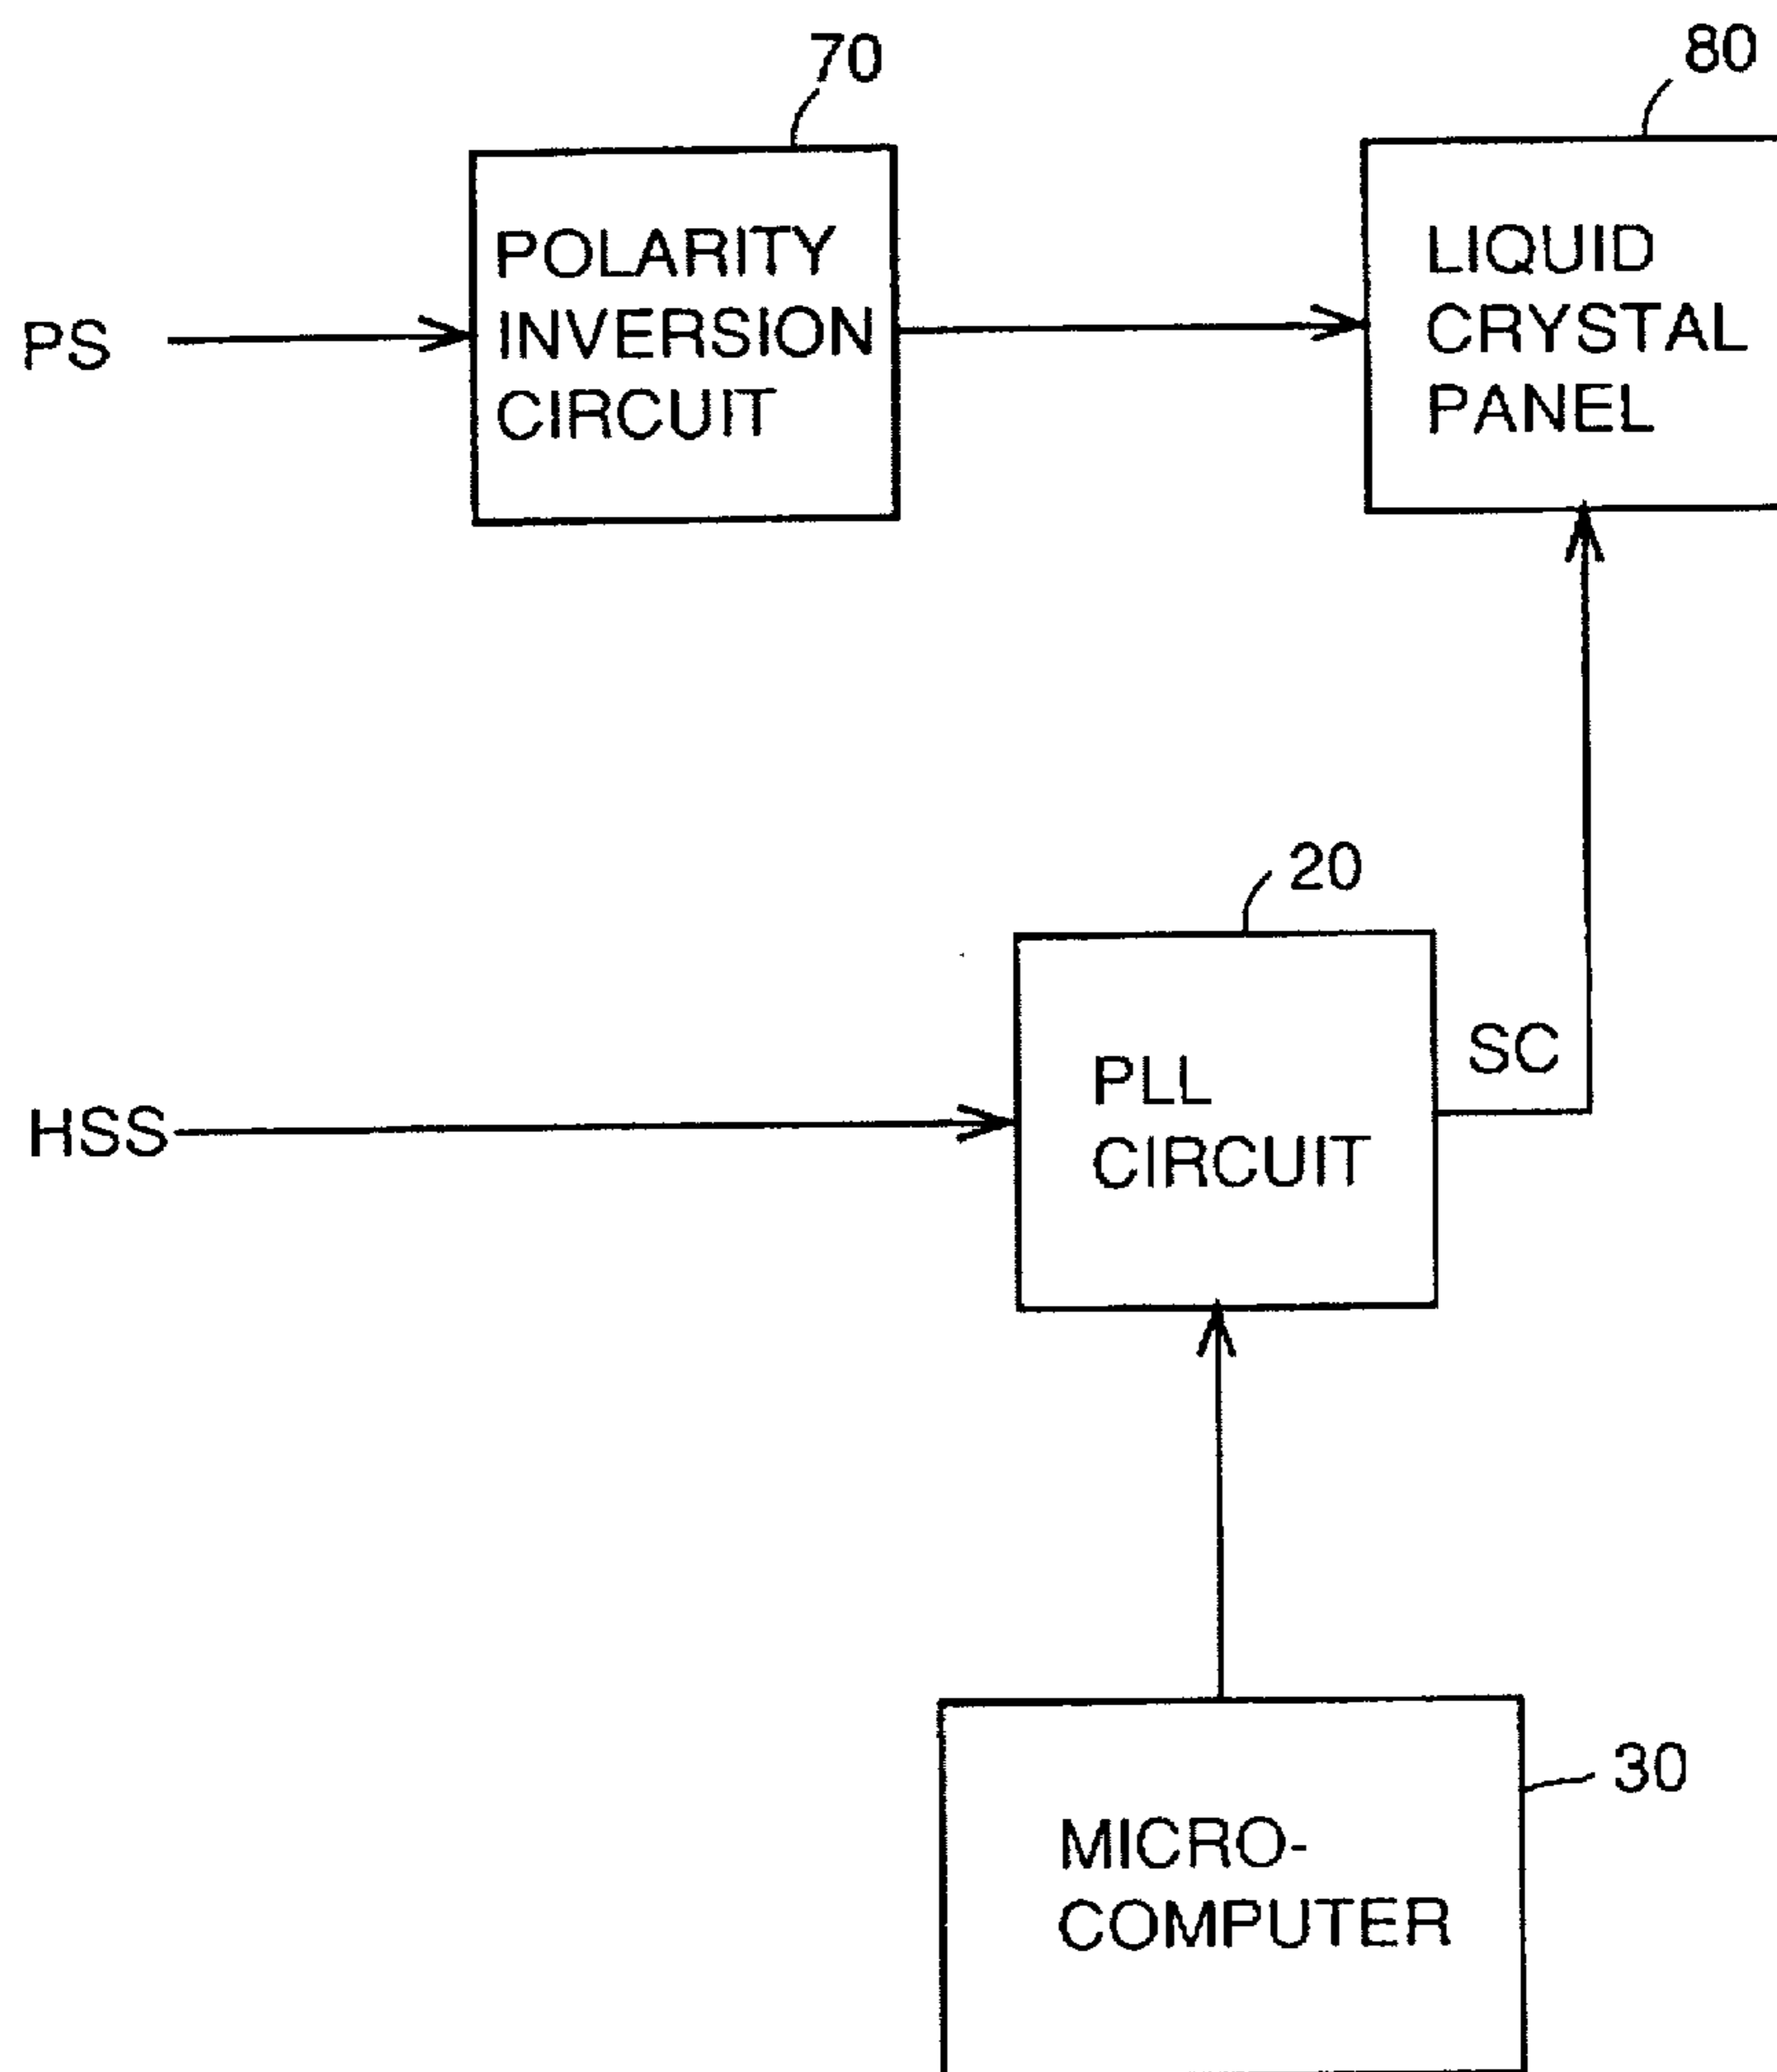 70
80
POLARITY
INVERSION
CIRCUIT
LIQUID
CRYSTAL
PANEL
PS
20
PLL
CIRCUIT
SC
HSS
30
MICRO-
COMPUTER